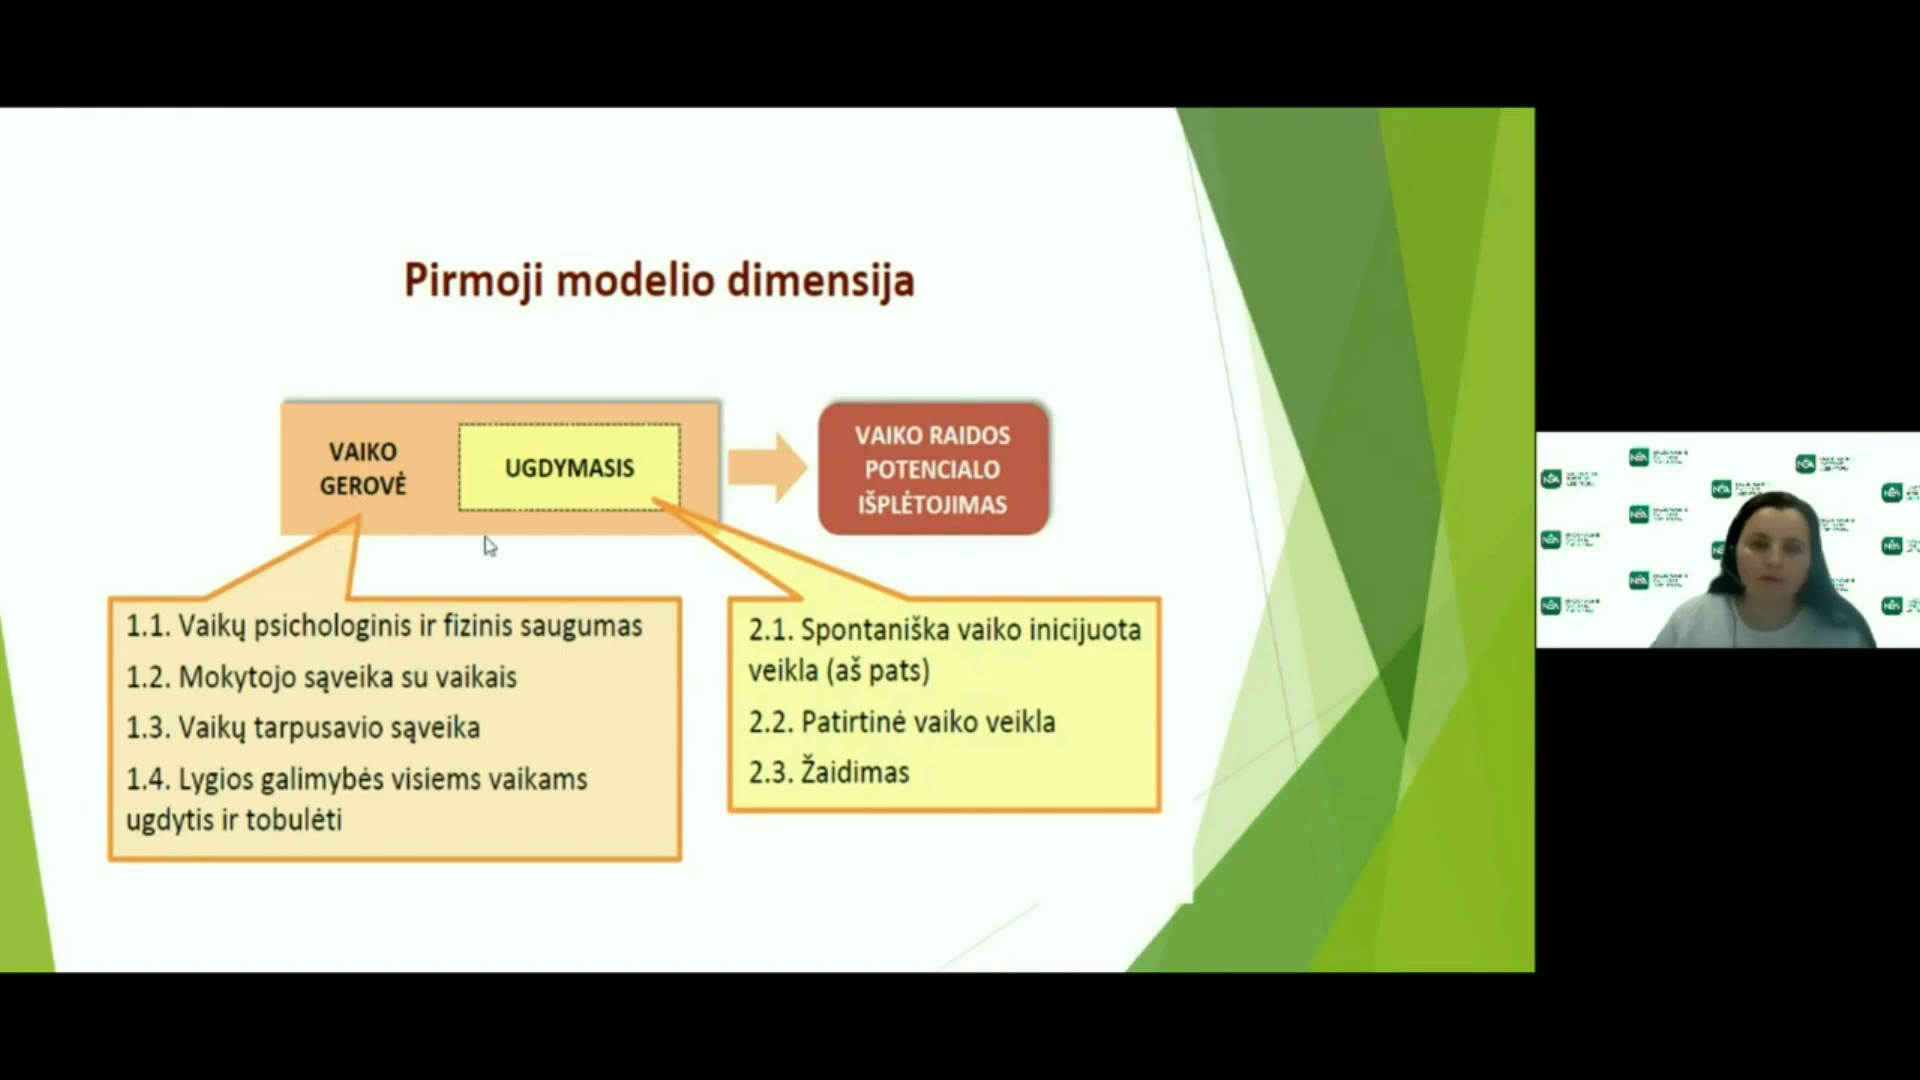 Pirmoji modelio dimensija
VAIKO
GEROVĖ
UGDYMASIS
VAIKO RAIDOS
POTENCIALO
IŠPLĖTOJIMAS
1.1. Vaikų psichologinis ir fizinis saugumas
1.2. Mokytojo sąveika su vaikais
1.3. Vaikų tarpusavio sąveika
1.4. Lygios galimybės visiems vaikams
ugdytis ir tobulėti
2.1. Spontaniška vaiko inicijuota
veikla (aš pats)
2.2. Patirtinė vaiko veikla
2.3. Žaidimas